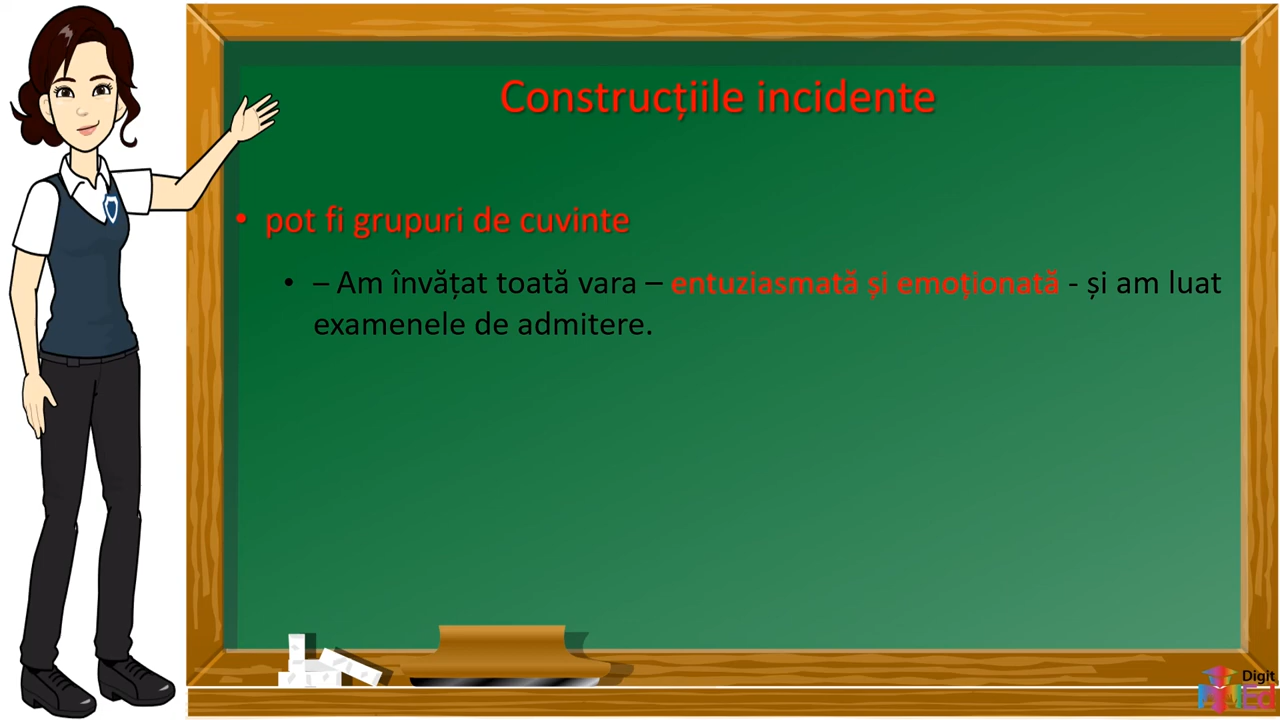 Construcțiile incidente
• pot fi grupuri de cuvinte
• – Am învățat toată vara – entuziasmată și emoționată - și am luat
examenele de admitere.
Digit
Ed